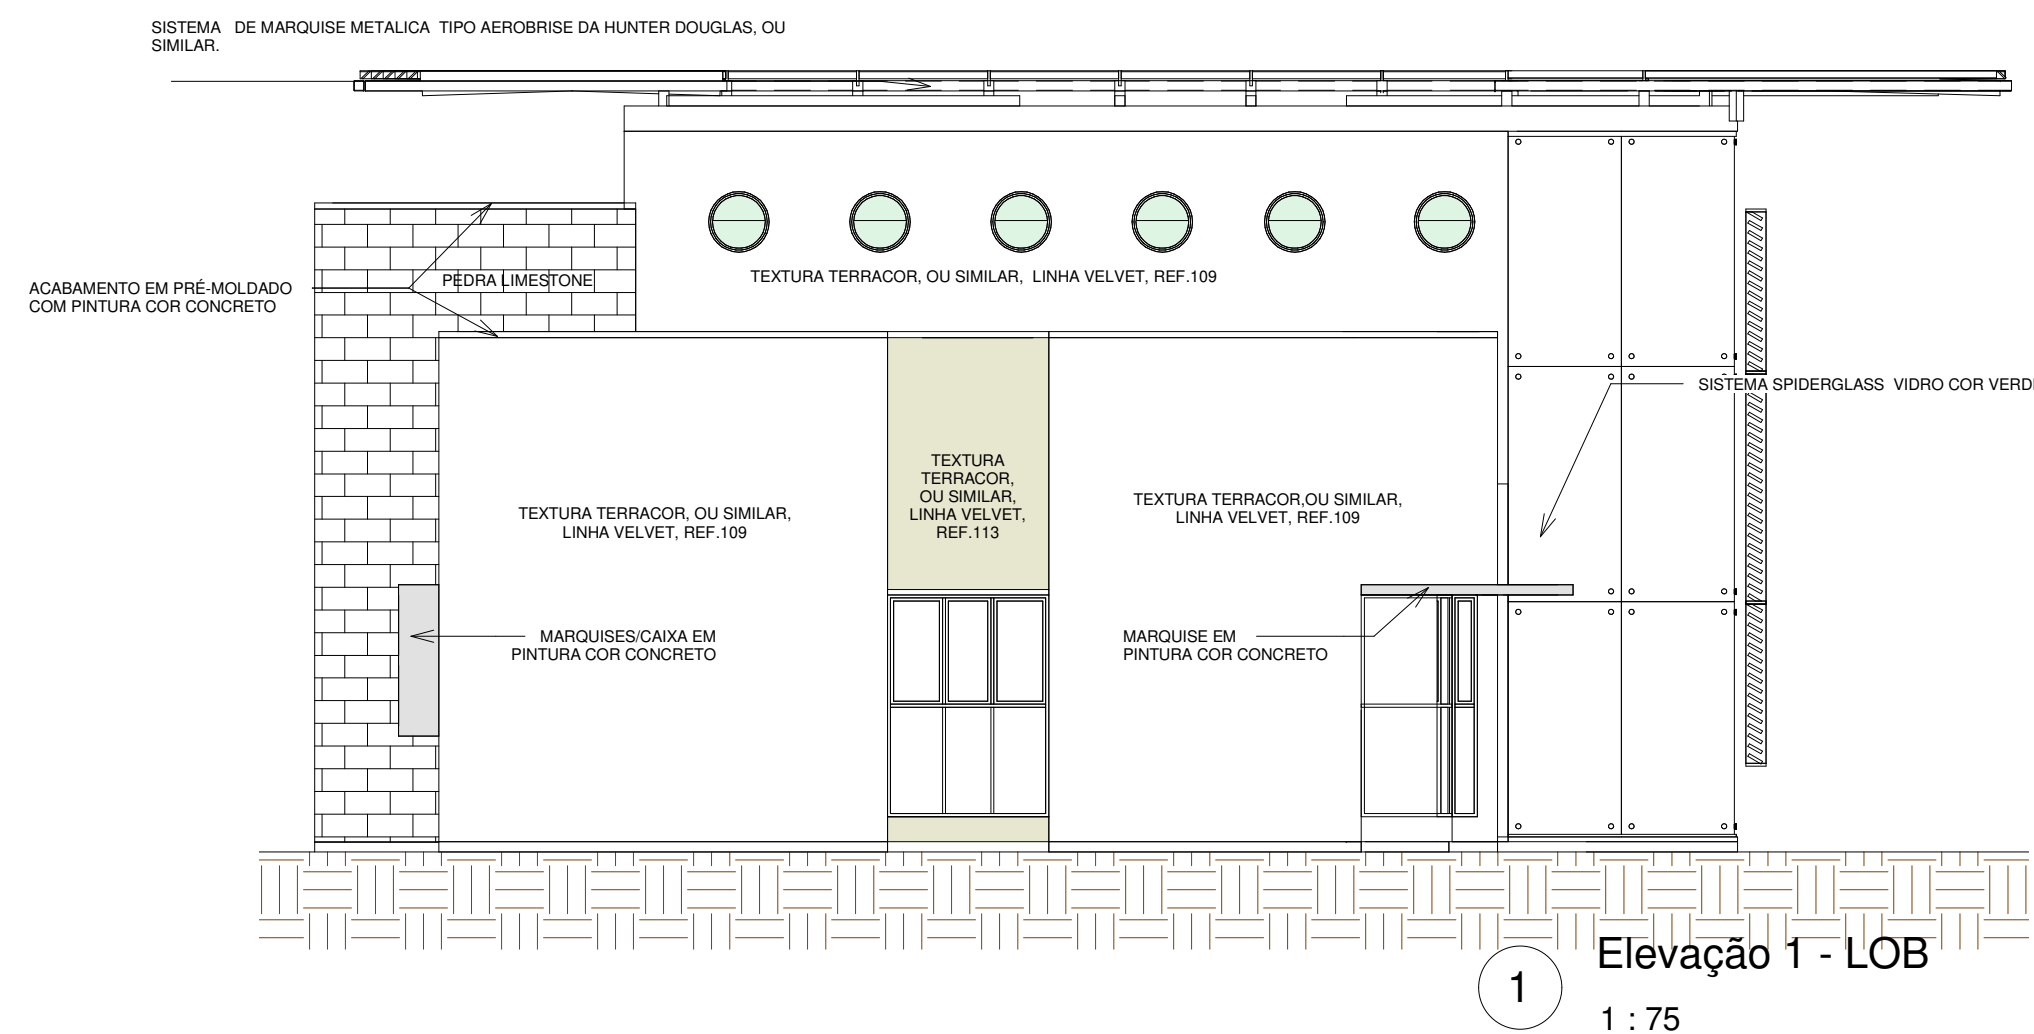 SISTEMA DE MARQUISE METALICA TIPO AEROBRISE DA HUNTER DOUGLAS, OU
SIMILAR.
ACABAMENTO EM PRÉ-MOLDADO
COM PINTURA COR CONCRETO
PEDRA LIMESTONE
TEXTURA TERRACOR, OU SIMILAR, LINHA VELVET, REF.109
SISTEMA SPIDERGLASS VIDRO COR VERD
TEXTURA TERRACOR, OU SIMILAR,
LINHA VELVET, REF.109
TEXTURA
TERRACOR,
OU SIMILAR,
LINHA VELVET,
REF.113
TEXTURA TERRACOR,OU SIMILAR,
LINHA VELVET, REF.109
MARQUISES/CAIXA EM
PINTURA COR CONCRETO
MARQUISE EM
PINTURA COR CONCRETO
1
Elevação 1 - LOB
1 : 75